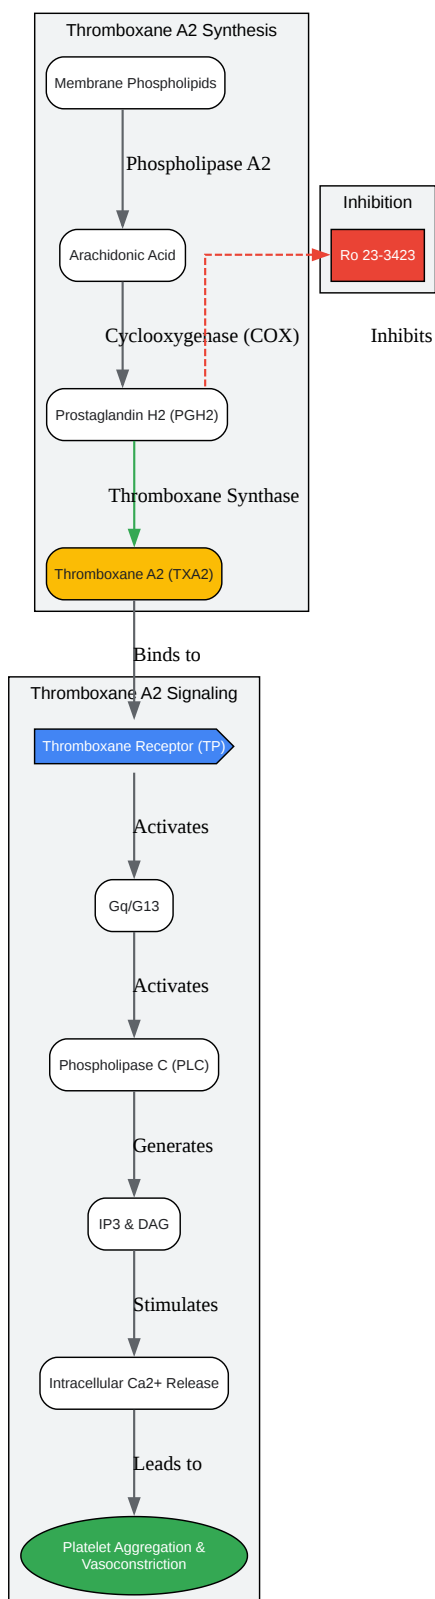 Thromboxane A2 Synthesis
Membrane Phospholipids
Phospholipase A2
Arachidonic Acid
Inhibition
Ro 23-3423
Cyclooxygenase (COX)
Inhibits
Prostaglandin H2 (PGH2)
Thromboxane Synthase
Thromboxane A2 (TXA2)
Binds to
Thromboxane A2 Signaling
Thromboxane Receptor (TP)
Activates
Gq/G13
Activates
Phospholipase C (PLC)
Generates
IP3 & DAG
Stimulates
Intracellular Ca2+ Release
Leads to
Platelet Aggregation &
Vasoconstriction